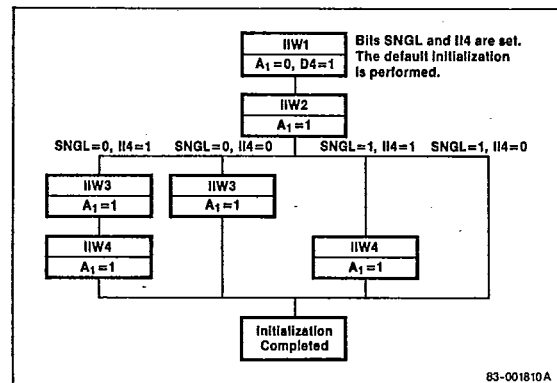 IIW1
A1=0, D4=1
Bits SNGL and II4 are set.
The default initialization
is performed.
IIW2
A1=1
SNGL=0, II4=1
SNGL=0, II4=0
SNGL=1, II4=1
SNGL=1, II4=0
IIW3
A1=1
IIW3
A1=1
IIW4
A1=1
IIW4
A1=1
Initialization
Completed
83-001810A